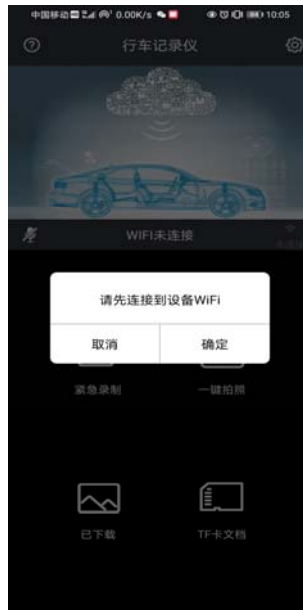 中国移动 0.00K/s 10:05
行车记录仪
WIFI未连接
请先连接到设备WiFi
取消 确定
紧急录制 一键拍照
已下载 TF卡文档